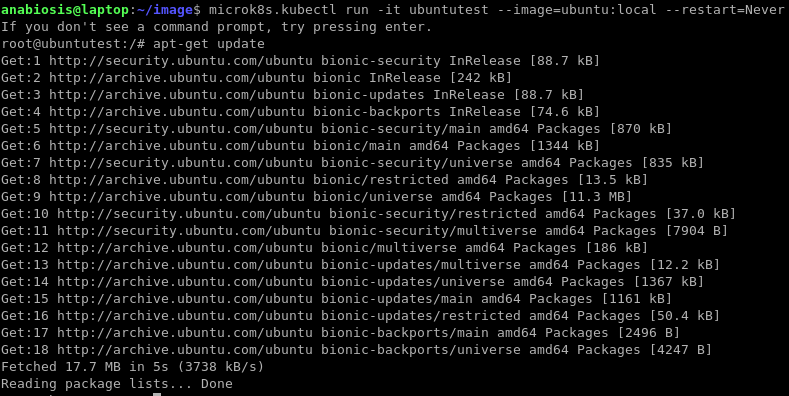 anabiosis@laptop:~/image$ microk8s.kubectl run -it ubuntutest --image=ubuntu:local --restart=Never
If you don't see a command prompt, try pressing enter.
root@ubuntutest:/# apt-get update
Get:1 http://security.ubuntu.com/ubuntu bionic-security InRelease [88.7 kB]
Get:2 http://archive.ubuntu.com/ubuntu bionic InRelease [242 kB]
Get:3 http://archive.ubuntu.com/ubuntu bionic-updates InRelease [88.7 kB]
Get:4 http://archive.ubuntu.com/ubuntu bionic-backports InRelease [74.6 kB]
Get:5 http://security.ubuntu.com/ubuntu bionic-security/main amd64 Packages [870 kB]
Get:6 http://archive.ubuntu.com/ubuntu bionic/main amd64 Packages [1344 kB]
Get:7 http://security.ubuntu.com/ubuntu bionic-security/universe amd64 Packages [835 kB]
Get:8 http://archive.ubuntu.com/ubuntu bionic/restricted amd64 Packages [13.5 kB]
Get:9 http://archive.ubuntu.com/ubuntu bionic/universe amd64 Packages [11.3 MB]
Get:10 http://security.ubuntu.com/ubuntu bionic-security/restricted amd64 Packages [37.0 kB]
Get:11 http://security.ubuntu.com/ubuntu bionic-security/multiverse amd64 Packages [7904 B]
Get:12 http://archive.ubuntu.com/ubuntu bionic/multiverse amd64 Packages [186 kB]
Get:13 http://archive.ubuntu.com/ubuntu bionic-updates/multiverse amd64 Packages [12.2 kB]
Get:14 http://archive.ubuntu.com/ubuntu bionic-updates/universe amd64 Packages [1367 kB]
Get:15 http://archive.ubuntu.com/ubuntu bionic-updates/main amd64 Packages [1161 kB]
Get:16 http://archive.ubuntu.com/ubuntu bionic-updates/restricted amd64 Packages [50.4 kB]
Get:17 http://archive.ubuntu.com/ubuntu bionic-backports/main amd64 Packages [2496 B]
Get:18 http://archive.ubuntu.com/ubuntu bionic-backports/universe amd64 Packages [4247 B]
Fetched 17.7 MB in 5s (3738 kB/s)
Reading package lists... Done